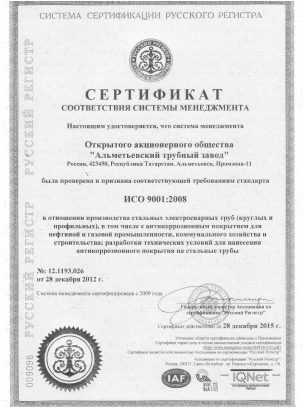 СИСТЕМА СЕРТИФИКАЦИИ РУССКОГО РЕГИСТРА
РУССКИЙ РЕГИСТР
РУССКИЙ РЕГИСТР
СЕРТИФИКАТ
СООТВЕТСТВИЯ СИСТЕМЫ МЕНЕДЖМЕНТА
Настоящим удостоверяется, что система менеджмента
Открытого акционерного общества
"Альметьевский трубный завод"
Россия, 423450, Республика Татарстан, Альметьевск, Промзона-11
была проверена и признана соответствующей требованиям стандарта
ИСО 9001:2008
в отношении производства стальных электросварных труб (круглых и
профильных), в том числе с антикоррозионным покрытием для
нефтяной и газовой промышленности, коммунального хозяйства и
строительства; разработки технических условий для нанесения
антикоррозионного покрытия на стальные трубы
№: 12.1193.026
от 28 декабря 2012 г.
Система менеджмента сертифицирована с 2009 года
Генеральный директор Ассоциации по
сертификации "Русский Регистр"
Сертификат действителен до 28 декабря 2015 г.
009096
IAF
IQNet